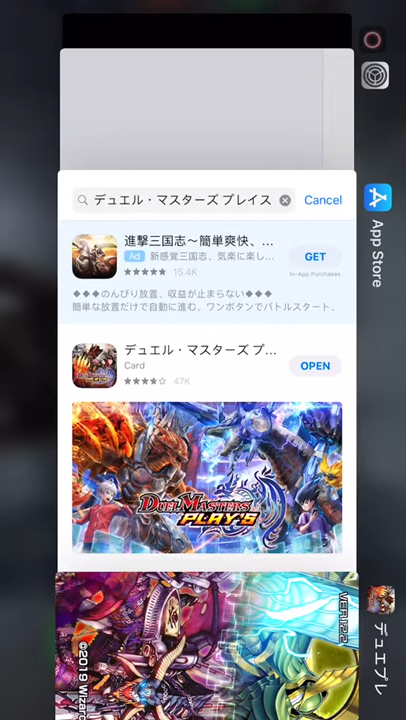 デュエル・マスターズ プレイス
Cancel
進撃三国志〜簡単爽快、...
Ad 新感覚三国志、気楽に楽し...
15.4K
GET
In-App Purchases
◆◆◆のんびり放置、収益が止まらない◆◆◆
簡単な放置だけで自動に進む、ワンボタンでバトルスタート、
デュエル・マスターズ プ...
Card
47K
OPEN
DUEL MASTERS
PLAY'S
App Store
デュエプレ
VER1.2.2
©2019 Wizard